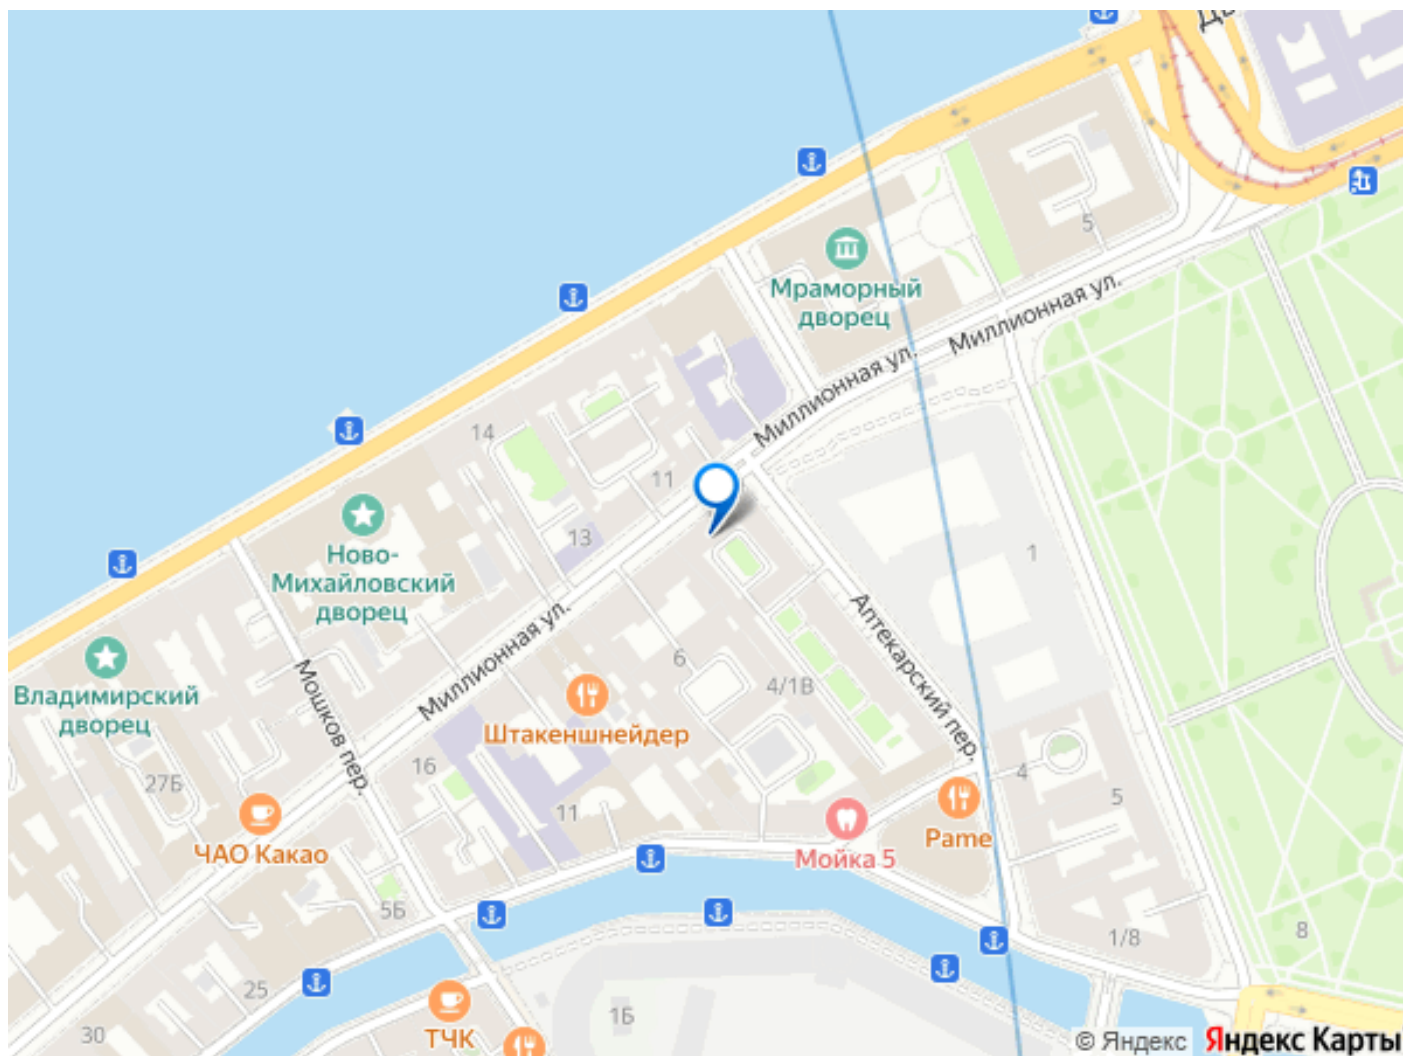 Мраморный
дворец
5
Миллионная ул.
Миллионная ул.
14
11
13
Ново-
Михайловский
дворец
1
Миллионная ул.
Аптекарский пер.
Владимирский
дворец
Мошков пер.
6
4/1В
Штакеншнейдер
16
27Б
11
4
5
ЧАО Какао
Pame
Мойка 5
5Б
1/8
8
25
1Б
30
ТЧК
© Яндекс Яндекс Карты